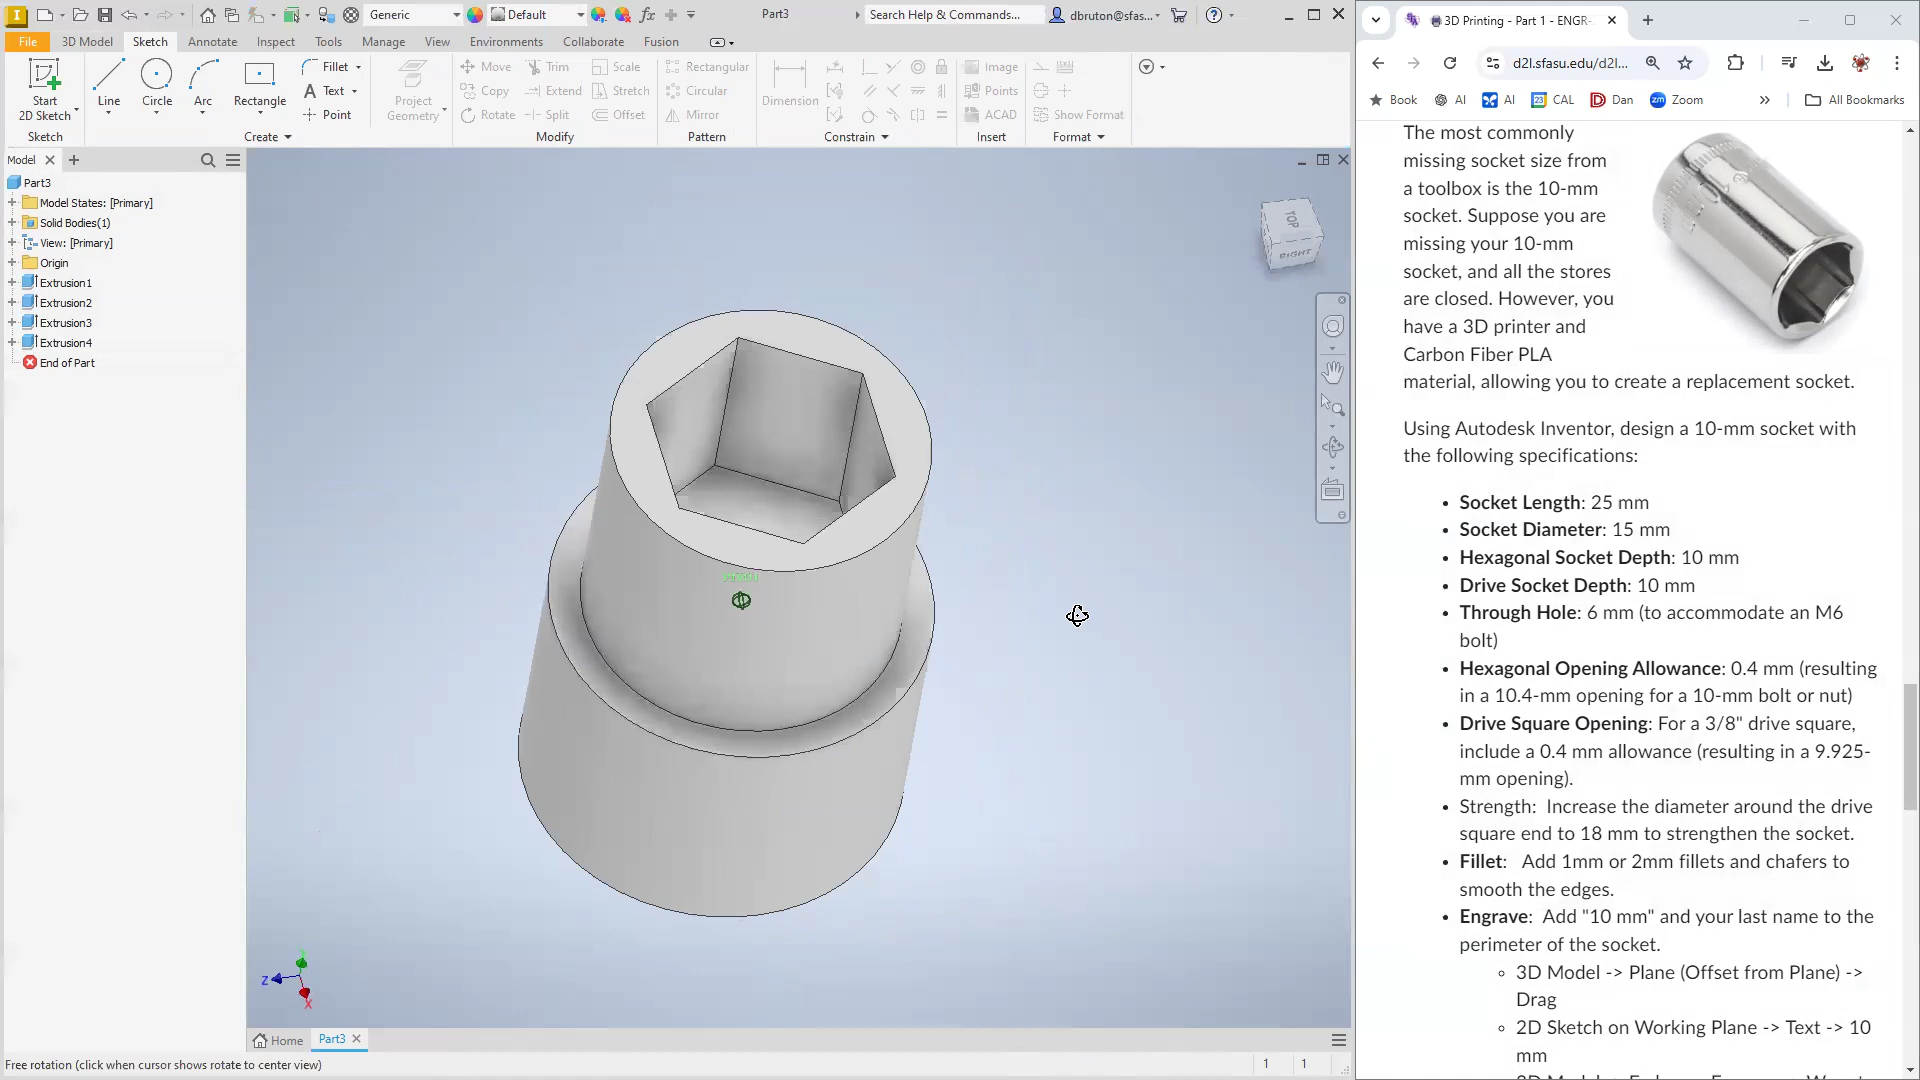 Generic
Default
Part3
Search Help & Commands...
dbruton@sfas...
File
3D Model
Sketch
Annotate
Inspect
Tools
Manage
View
Environments
Collaborate
Fusion
Start
2D Sketch
Line
Circle
Arc
Rectangle
Fillet
Text
Point
Project
Geometry
Move
Trim
Scale
Copy
Extend
Stretch
Rotate
Split
Offset
Rectangular
Circular
Mirror
Dimension
Image
Points
ACAD
Show Format
Sketch
Create
Modify
Pattern
Constrain
Insert
Format
Model
Part3
Model States: [Primary]
Solid Bodies(1)
View: [Primary]
Origin
Extrusion1
Extrusion2
Extrusion3
Extrusion4
End of Part
TOP
RIGHT
Z
X
Home
Part3
Free rotation (click when cursor shows rotate to center view)
1
1
3D Printing - Part 1 - ENGR-
d2l.sfasu.edu/d2l...
Book
AI
AI
CAL
Dan
Zoom
All Bookmarks
The most commonly
missing socket size from
a toolbox is the 10-mm
socket. Suppose you are
missing your 10-mm
socket, and all the stores
are closed. However, you
have a 3D printer and
Carbon Fiber PLA
material, allowing you to create a replacement socket.
Using Autodesk Inventor, design a 10-mm socket with
the following specifications:
Socket Length: 25 mm
Socket Diameter: 15 mm
Hexagonal Socket Depth: 10 mm
Drive Socket Depth: 10 mm
Through Hole: 6 mm (to accommodate an M6
bolt)
Hexagonal Opening Allowance: 0.4 mm (resulting
in a 10.4-mm opening for a 10-mm bolt or nut)
Drive Square Opening: For a 3/8" drive square,
include a 0.4 mm allowance (resulting in a 9.925-
mm opening).
Strength: Increase the diameter around the drive
square end to 18 mm to strengthen the socket.
Fillet: Add 1mm or 2mm fillets and chafers to
smooth the edges.
Engrave: Add "10 mm" and your last name to the
perimeter of the socket.
3D Model -> Plane (Offset from Plane) ->
Drag
2D Sketch on Working Plane -> Text -> 10
mm